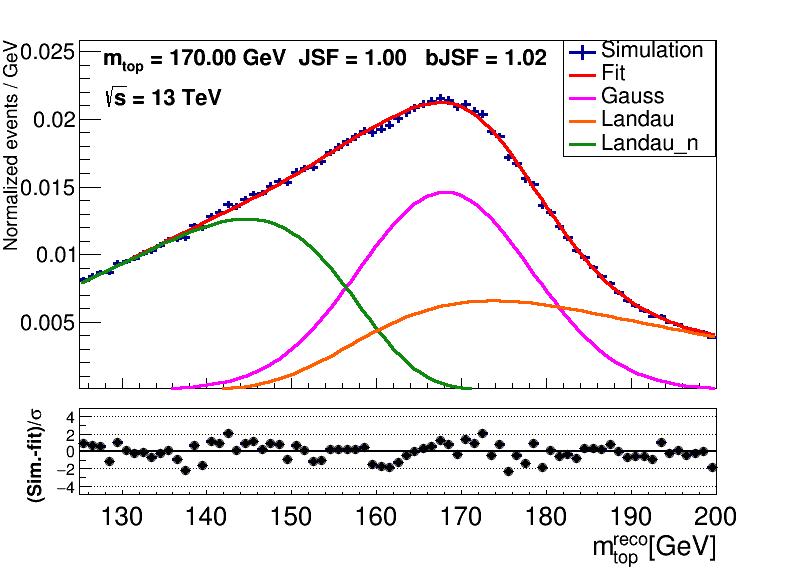 0.025
0.02
0.015
0.01
0.005
Normalized events / GeV
m_top = 170.00 GeV JSF = 1.00 bJSF = 1.02
√s = 13 TeV
Simulation
Fit
Gauss
Landau
Landau_n
4
2
0
−2
−4
(Sim.-fit)/σ
130 140 150 160 170 180 190 200
m_top^reco[GeV]